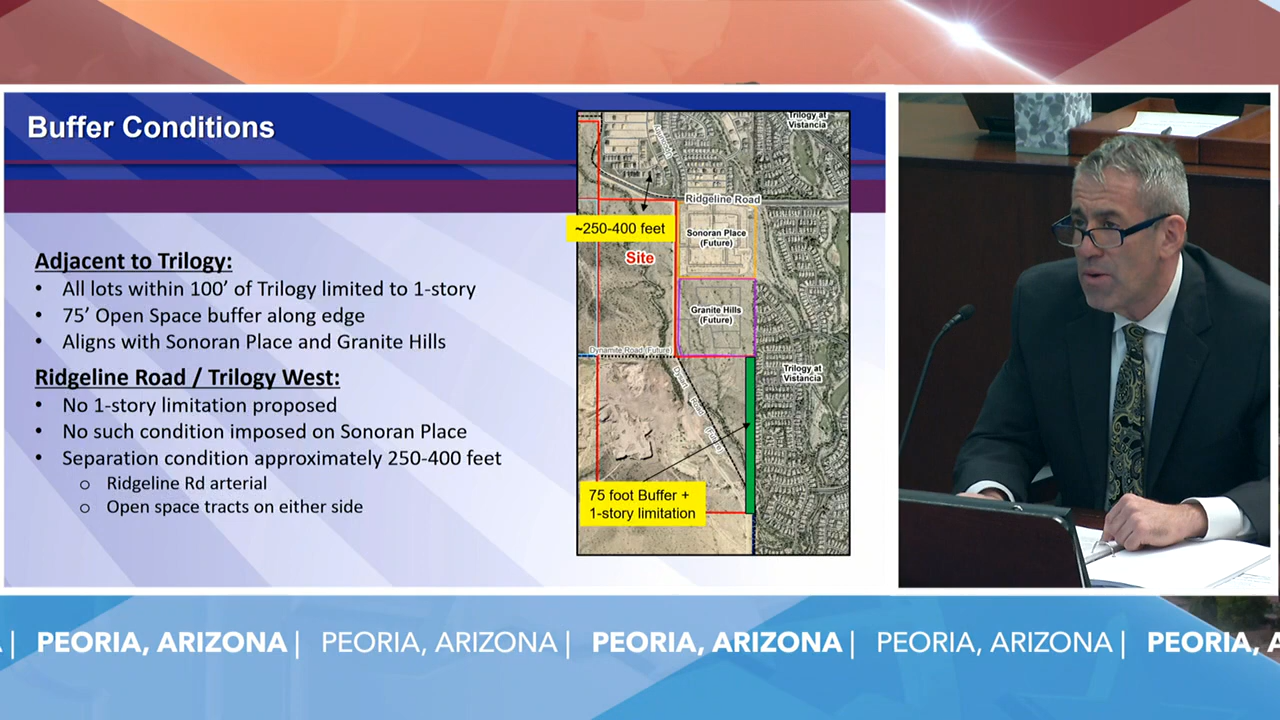 Buffer Conditions
Adjacent to Trilogy:
• All lots within 100’ of Trilogy limited to 1-story
• 75’ Open Space buffer along edge
• Aligns with Sonoran Place and Granite Hills
Ridgeline Road / Trilogy West:
• No 1-story limitation proposed
• No such condition imposed on Sonoran Place
• Separation condition approximately 250-400 feet
o Ridgeline Rd arterial
o Open space tracts on either side
Trilogy at
Vistancia
Ridgeline Road
~250-400 feet
Sonoran Place
(Future)
Site
Granite Hills
(Future)
Dynamite Road (Future)
Trilogy at
Vistancia
Road
(Future)
75 foot Buffer +
1-story limitation
| PEORIA, ARIZONA | PEORIA, ARIZONA | PEORIA, ARIZONA | PEORIA, ARIZONA | PEORIA, A